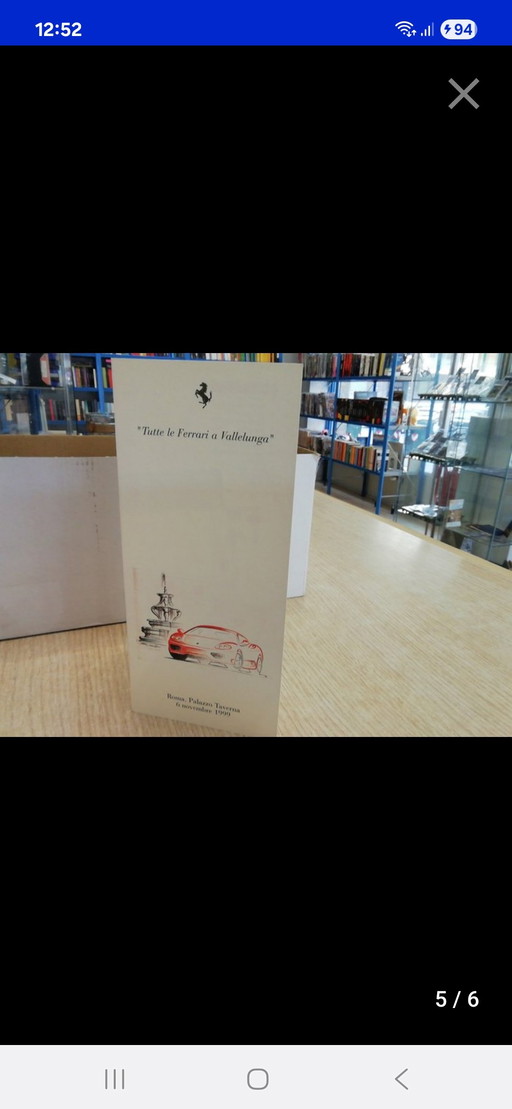 12:52
94
"Tutte le Ferrari a Vallelunga"
Roma, Palazzo Taverna
6 novembre 1999
5 / 6